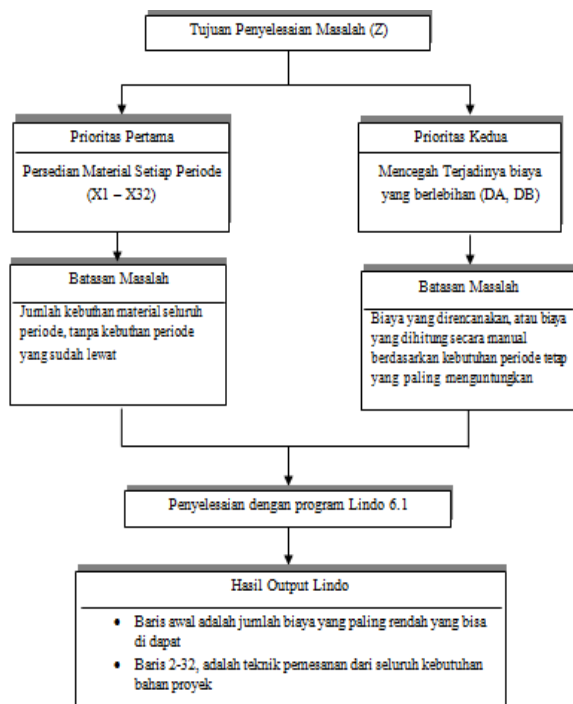 Tujuan Penyelesaian Masalah (Z)
Prioritas Pertama
Persedian Material Setiap Periode
(X1 – X32)
Prioritas Kedua
Mencegah Terjadinya biaya
yang berlebihan (DA, DB)
Batasan Masalah
Jumlah kebuthan material seluruh
periode, tanpa kebuthan periode
yang sudah lewat
Batasan Masalah
Biaya yang direncanakan, atau biaya
yang dihitung secara manual
berdasarkan kebutuhan periode tetap
yang paling menguntungkan
Penyelesaian dengan program Lindo 6.1
Hasil Output Lindo
• Baris awal adalah jumlah biaya yang paling rendah yang bisa
di dapat
• Baris 2-32, adalah teknik pemesanan dari seluruh kebutuhan
bahan proyek